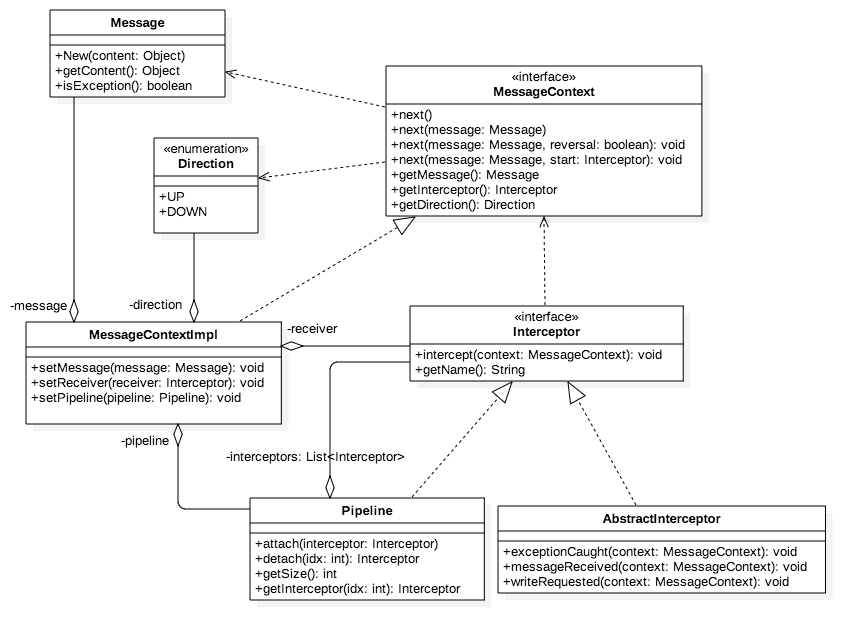 Message
+New(content: Object)
+getContent(): Object
+isException(): boolean
«interface»
MessageContext
+next()
+next(message: Message)
+next(message: Message, reversal: boolean): void
+next(message: Message, start: Interceptor): void
+getMessage(): Message
+getInterceptor(): Interceptor
+getDirection(): Direction
«enumeration»
Direction
+UP
+DOWN
-message
-direction
MessageContextImpl
+setMessage(message: Message): void
+setReceiver(receiver: Interceptor): void
+setPipeline(pipeline: Pipeline): void
-receiver
«interface»
Interceptor
+intercept(context: MessageContext): void
+getName(): String
-pipeline
-interceptors: List<Interceptor>
Pipeline
+attach(interceptor: Interceptor)
+detach(idx: int): Interceptor
+getSize(): int
+getInterceptor(idx: int): Interceptor
AbstractInterceptor
+exceptionCaught(context: MessageContext): void
+messageReceived(context: MessageContext): void
+writeRequested(context: MessageContext): void